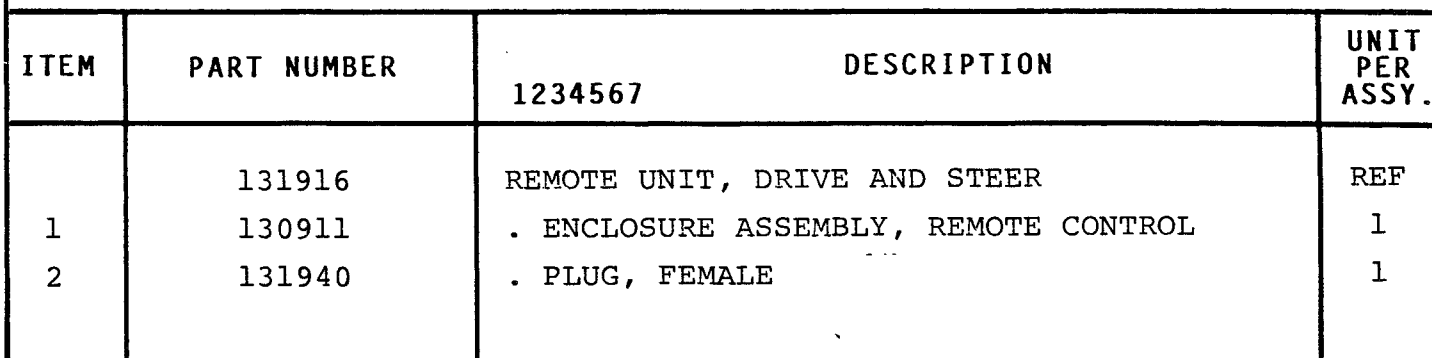 ITEM PART NUMBER DESCRIPTION UNIT PER ASSY.
1234567
131916 REMOTE UNIT, DRIVE AND STEER REF
1 130911 . ENCLOSURE ASSEMBLY, REMOTE CONTROL 1
2 131940 . PLUG, FEMALE 1